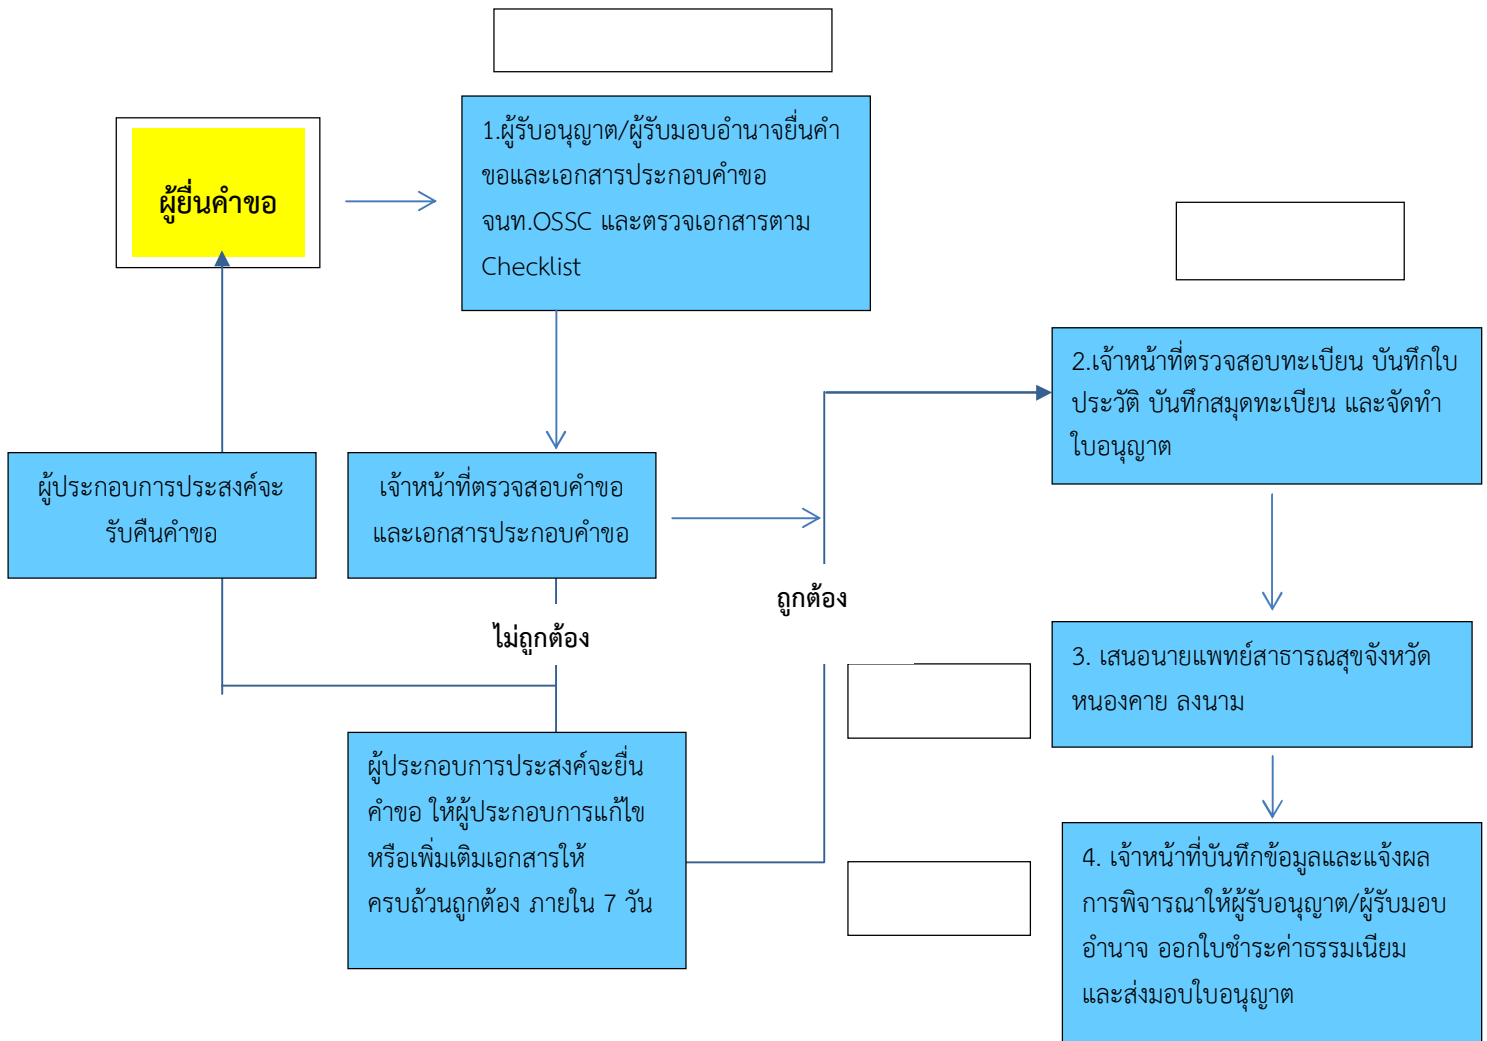 ผู้ยื่นคำขอ
1.ผู้รับอนุญาต/ผู้รับมอบอำนาจยื่นคำ
ขอและเอกสารประกอบคำขอ
จนท.OSSC และตรวจเอกสารตาม
Checklist
2.เจ้าหน้าที่ตรวจสอบทะเบียน บันทึกใบ
ประวัติ บันทึกสมุดทะเบียน และจัดทำ
ใบอนุญาต
ผู้ประกอบการประสงค์จะ
รับคืนคำขอ
เจ้าหน้าที่ตรวจสอบคำขอ
และเอกสารประกอบคำขอ
ถูกต้อง
ไม่ถูกต้อง
3. เสนอนายแพทย์สาธารณสุขจังหวัด
หนองคาย ลงนาม
ผู้ประกอบการประสงค์จะยื่น
คำขอ ให้ผู้ประกอบการแก้ไข
หรือเพิ่มเติมเอกสารให้
ครบถ้วนถูกต้อง ภายใน 7 วัน
4. เจ้าหน้าที่บันทึกข้อมูลและแจ้งผล
การพิจารณาให้ผู้รับอนุญาต/ผู้รับมอบ
อำนาจ ออกใบชำระค่าธรรมเนียม
และส่งมอบใบอนุญาต